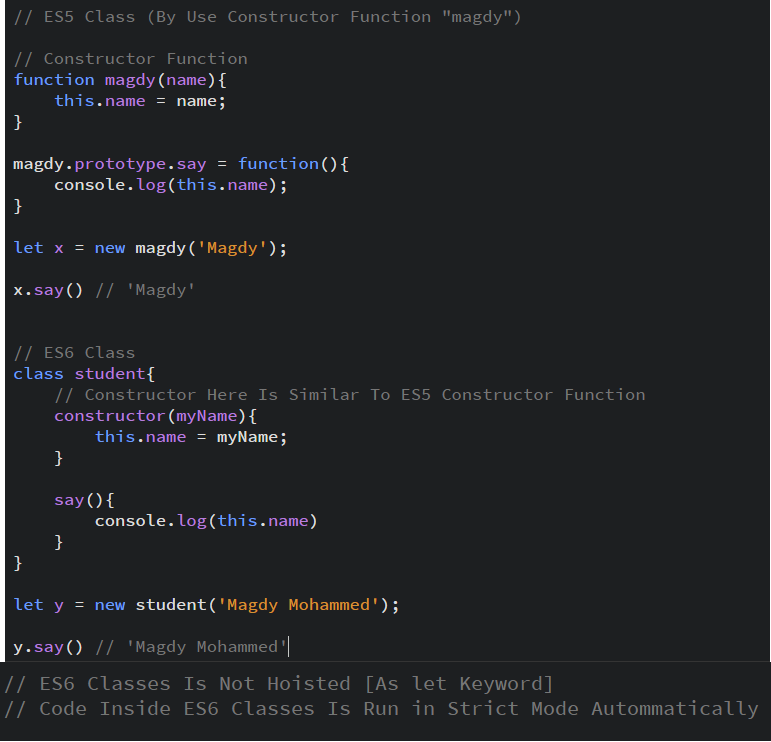 // ES5 Class (By Use Constructor Function "magdy")
// Constructor Function
function magdy(name){
    this.name = name;
}
magdy.prototype.say = function(){
    console.log(this.name);
}
let x = new magdy('Magdy');
x.say() // 'Magdy'
// ES6 Class
class student{
    // Constructor Here Is Similar To ES5 Constructor Function
    constructor(myName){
        this.name = myName;
    }
    say(){
        console.log(this.name)
    }
}
let y = new student('Magdy Mohammed');
y.say() // 'Magdy Mohammed'
// ES6 Classes Is Not Hoisted [As let Keyword]
// Code Inside ES6 Classes Is Run in Strict Mode Autommatically